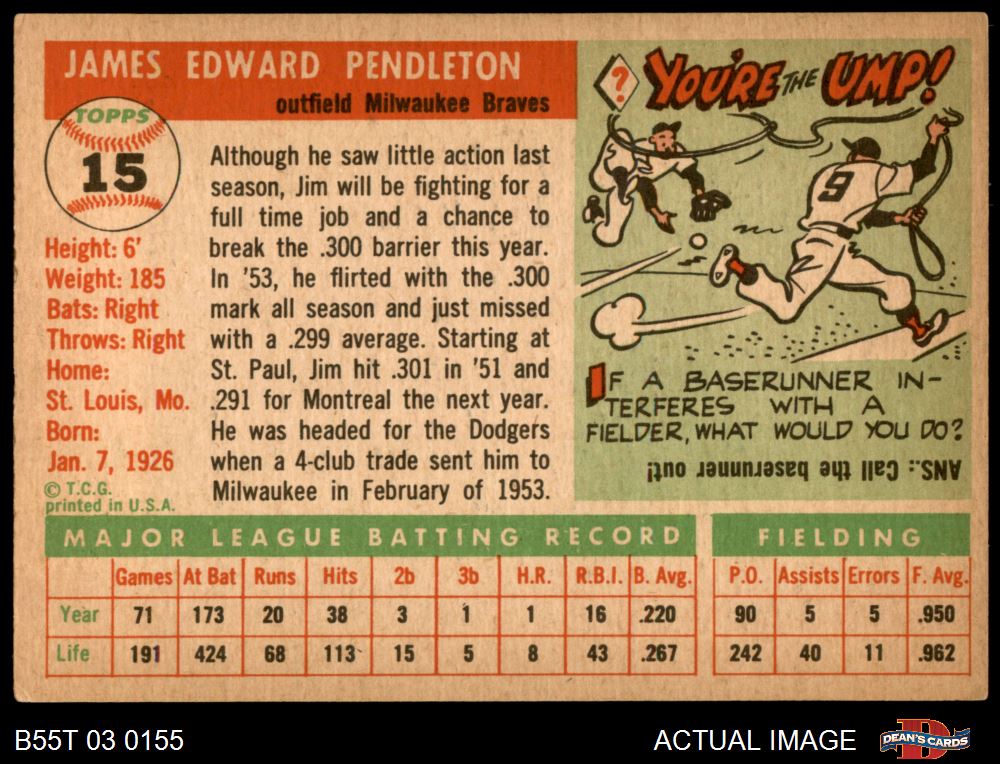 JAMES EDWARD PENDLETON
outfield Milwaukee Braves
TOPPS
15
Height: 6'
Weight: 185
Bats: Right
Throws: Right
Home:
St. Louis, Mo.
Born:
Jan. 7, 1926
© T.C.G.
printed in U.S.A.
Although he saw little action last
season, Jim will be fighting for a
full time job and a chance to
break the .300 barrier this year.
In '53, he flirted with the .300
mark all season and just missed
with a .299 average. Starting at
St. Paul, Jim hit .301 in '51 and
.291 for Montreal the next year.
He was headed for the Dodgers
when a 4-club trade sent him to
Milwaukee in February of 1953.
? YOU'RE THE UMP!
9
IF A BASERUNNER IN-
TERFERES WITH A
FIELDER, WHAT WOULD YOU DO?
ANS.: Call the baserunner out!
MAJOR LEAGUE BATTING RECORD
Games At Bat Runs Hits 2b 3b H.R. R.B.I. B. Avg.
Year 71 173 20 38 3 1 1 16 .220
Life 191 424 68 113 15 5 8 43 .267
FIELDING
P.O. Assists Errors F. Avg.
90 5 5 .950
242 40 11 .962
B55T 03 0155
ACTUAL IMAGE
D
DEAN'S CARDS